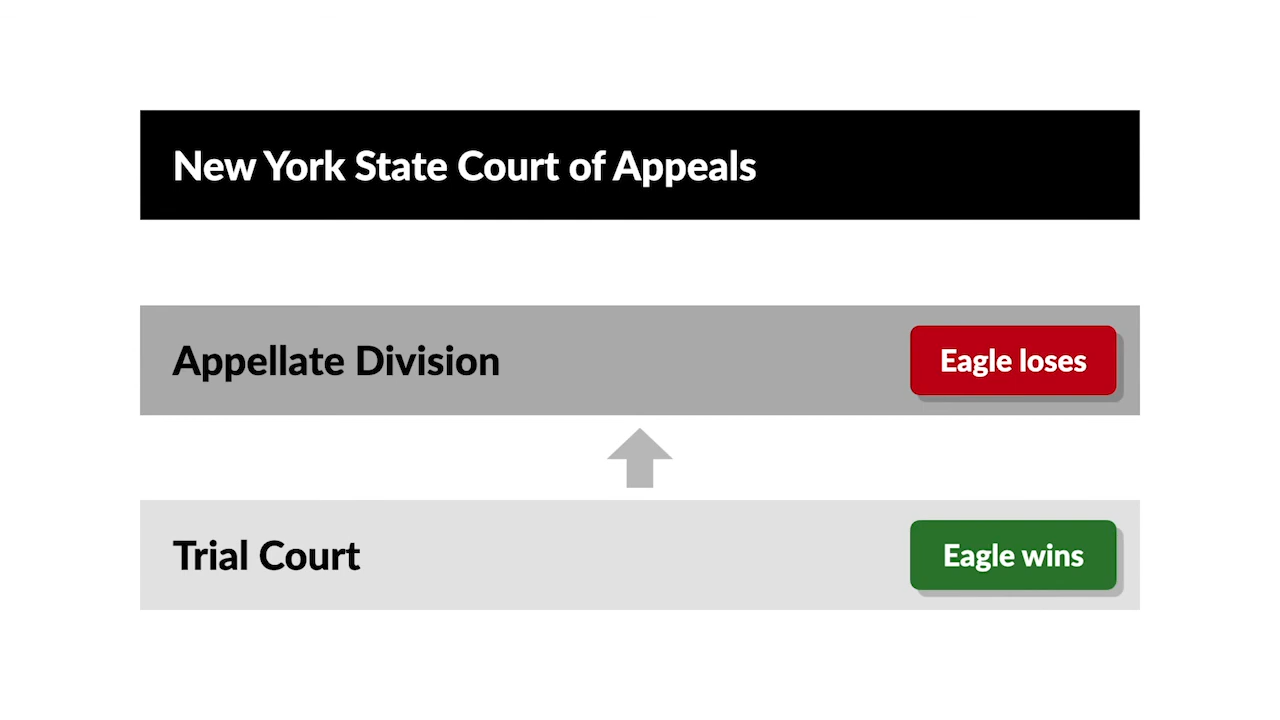 New York State Court of Appeals
Appellate Division
Eagle loses
Trial Court
Eagle wins